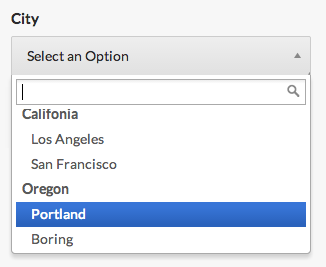 City
Select an Option
Califonia
Los Angeles
San Francisco
Oregon
Portland
Boring